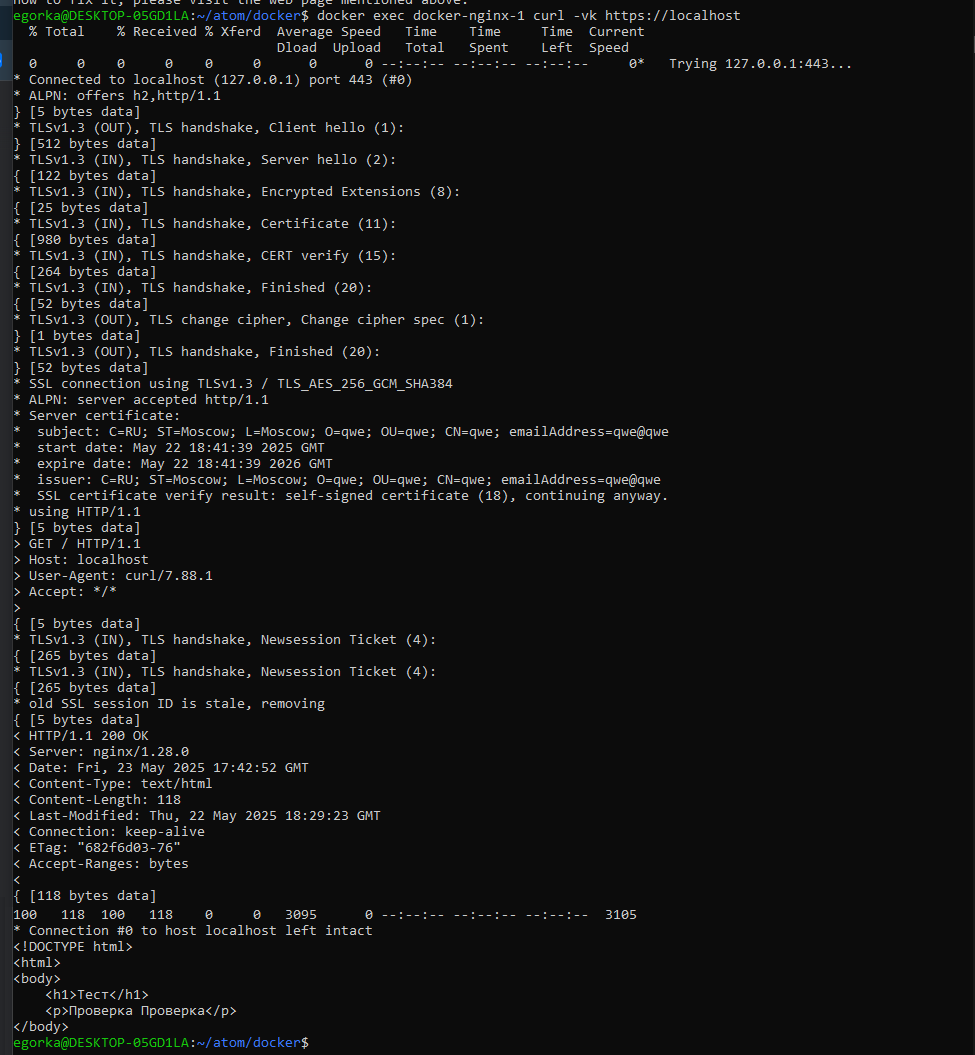 how to fix it, please visit the web page mentioned above.
egorka@DESKTOP-05GD1LA:~/atom/docker$ docker exec docker-nginx-1 curl -vk https://localhost
  % Total    % Received % Xferd  Average Speed   Time    Time     Time  Current
                                 Dload  Upload   Total   Spent    Left  Speed
  0     0    0     0    0     0      0      0 --:--:-- --:--:-- --:--:--     0*   Trying 127.0.0.1:443...
* Connected to localhost (127.0.0.1) port 443 (#0)
* ALPN: offers h2,http/1.1
} [5 bytes data]
* TLSv1.3 (OUT), TLS handshake, Client hello (1):
} [512 bytes data]
* TLSv1.3 (IN), TLS handshake, Server hello (2):
{ [122 bytes data]
* TLSv1.3 (IN), TLS handshake, Encrypted Extensions (8):
{ [25 bytes data]
* TLSv1.3 (IN), TLS handshake, Certificate (11):
{ [980 bytes data]
* TLSv1.3 (IN), TLS handshake, CERT verify (15):
{ [264 bytes data]
* TLSv1.3 (IN), TLS handshake, Finished (20):
{ [52 bytes data]
* TLSv1.3 (OUT), TLS change cipher, Change cipher spec (1):
} [1 bytes data]
* TLSv1.3 (OUT), TLS handshake, Finished (20):
} [52 bytes data]
* SSL connection using TLSv1.3 / TLS_AES_256_GCM_SHA384
* ALPN: server accepted http/1.1
* Server certificate:
*  subject: C=RU; ST=Moscow; L=Moscow; O=qwe; OU=qwe; CN=qwe; emailAddress=qwe@qwe
*  start date: May 22 18:41:39 2025 GMT
*  expire date: May 22 18:41:39 2026 GMT
*  issuer: C=RU; ST=Moscow; L=Moscow; O=qwe; OU=qwe; CN=qwe; emailAddress=qwe@qwe
*  SSL certificate verify result: self-signed certificate (18), continuing anyway.
* using HTTP/1.1
} [5 bytes data]
> GET / HTTP/1.1
> Host: localhost
> User-Agent: curl/7.88.1
> Accept: */*
>
{ [5 bytes data]
* TLSv1.3 (IN), TLS handshake, Newsession Ticket (4):
{ [265 bytes data]
* TLSv1.3 (IN), TLS handshake, Newsession Ticket (4):
{ [265 bytes data]
* old SSL session ID is stale, removing
{ [5 bytes data]
< HTTP/1.1 200 OK
< Server: nginx/1.28.0
< Date: Fri, 23 May 2025 17:42:52 GMT
< Content-Type: text/html
< Content-Length: 118
< Last-Modified: Thu, 22 May 2025 18:29:23 GMT
< Connection: keep-alive
< ETag: "682f6d03-76"
< Accept-Ranges: bytes
<
{ [118 bytes data]
100   118  100   118    0     0   3095      0 --:--:-- --:--:-- --:--:--  3105
* Connection #0 to host localhost left intact
<!DOCTYPE html>
<html>
<body>
    <h1>Тест</h1>
    <p>Проверка Проверка</p>
</body>
egorka@DESKTOP-05GD1LA:~/atom/docker$